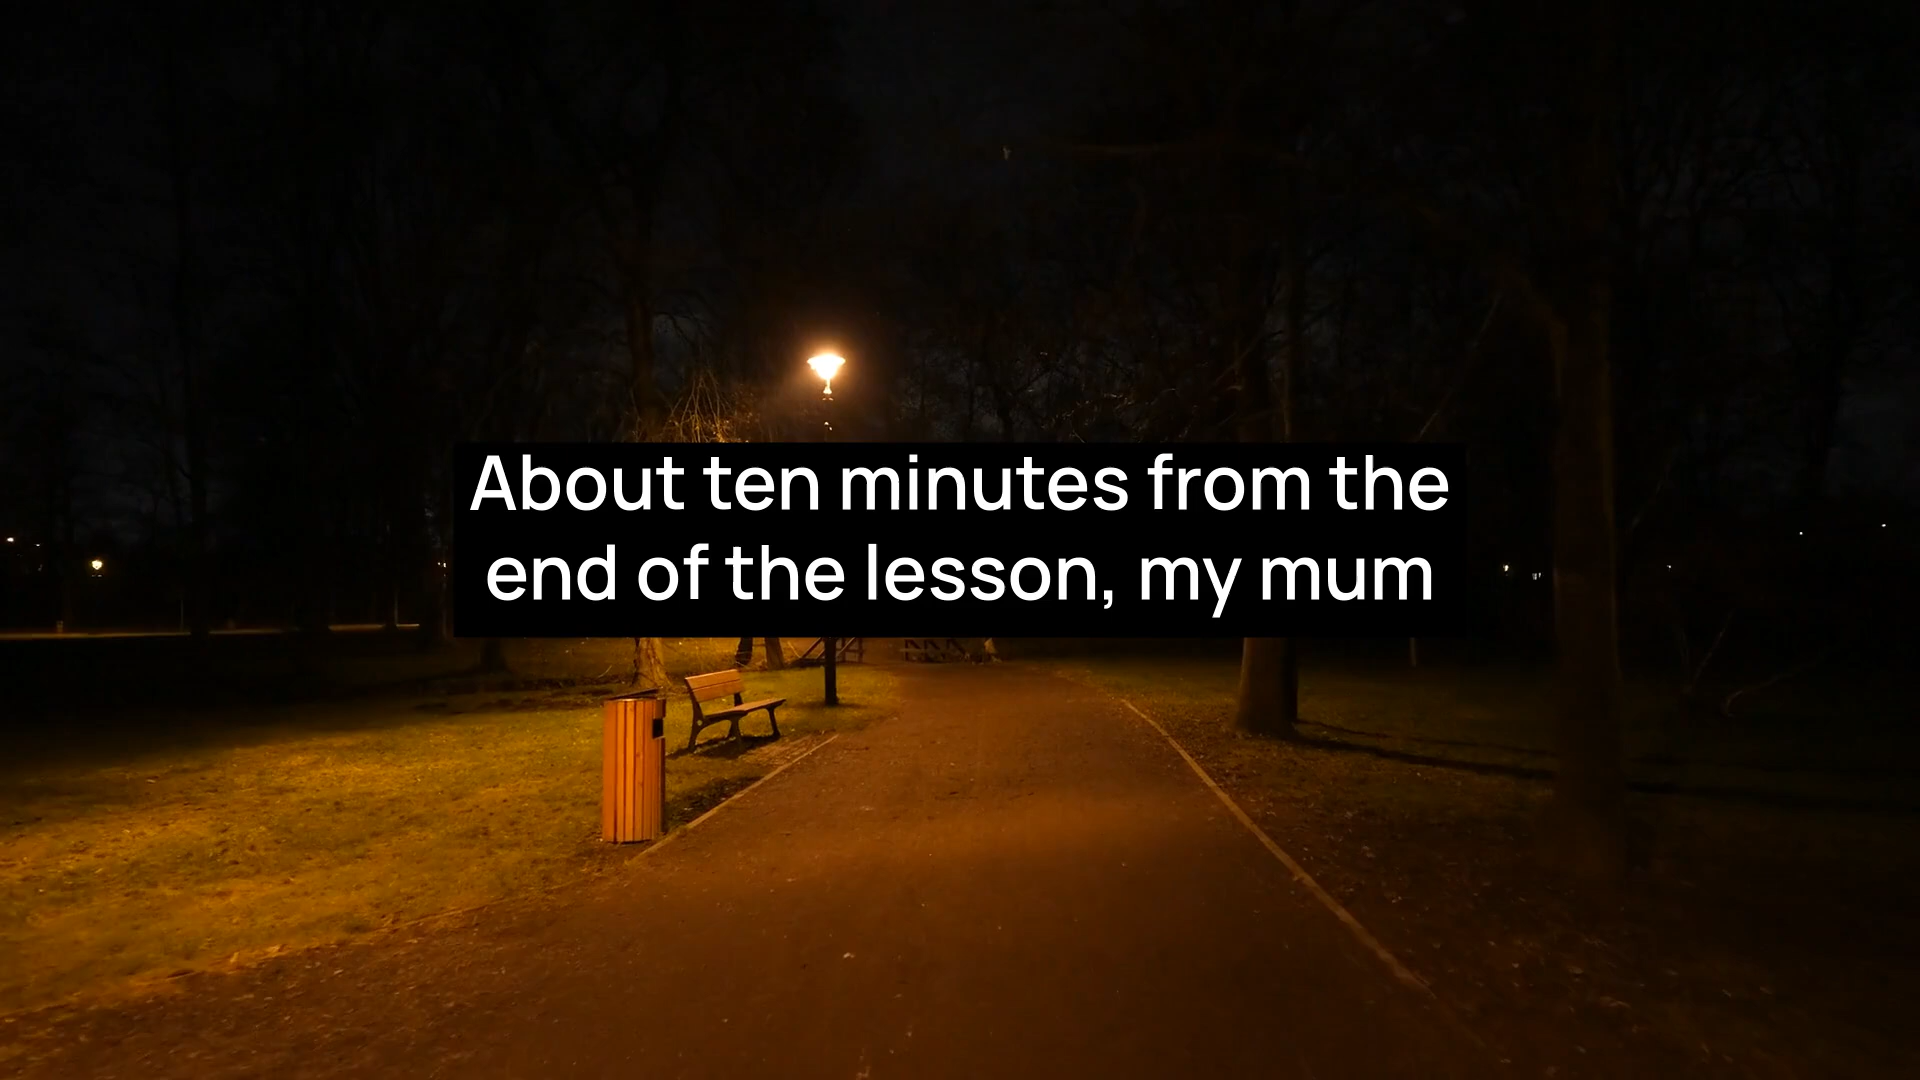 About ten minutes from the
end of the lesson, my mum